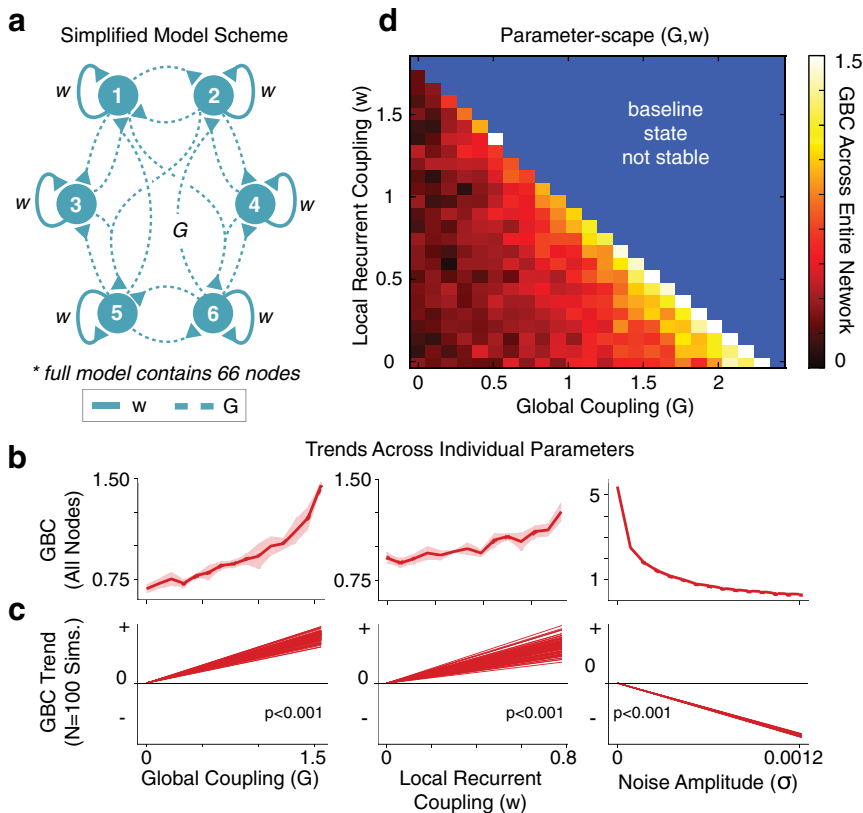 a
Simplified Model Scheme
w
1
2
w
w
3
4
w
G
w
5
6
w
* full model contains 66 nodes
w
G
d
Parameter-scape (G,w)
baseline
state
not stable
Local Recurrent Coupling (w)
1.5
1
0.5
0
0
0.5
1
1.5
2
Global Coupling (G)
1.5
0
GBC Across Entire Network
Trends Across Individual Parameters
b
GBC
(All Nodes)
1.50
0.75
1.50
0.75
5
1
c
GBC Trend
(N=100 Sims.)
+
0
-
p<0.001
0
1.5
Global Coupling (G)
+
0
-
p<0.001
0
0.8
Local Recurrent
Coupling (w)
+
0
-
p<0.001
0
0.0012
Noise Amplitude (σ)